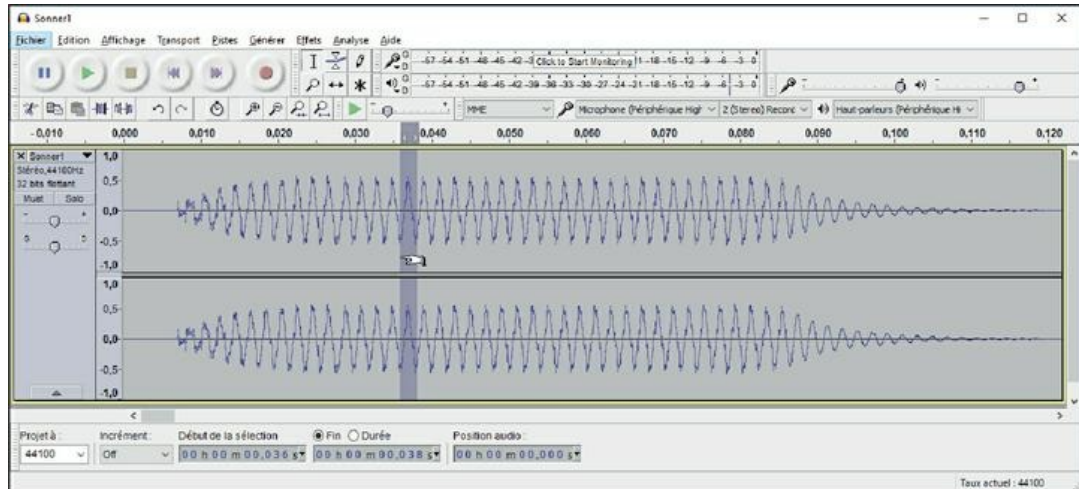 Sonner1
Fichier Edition Affichage Transport Pistes Générer Effets Analyse Aide
-57 -54 -51 -48 -45 -42 -3 Click to Start Monitoring 1 -18 -15 -12 -9 -6 -3 0
-57 -54 -51 -48 -45 -42 -39 -36 -33 -30 -27 -24 -21 -18 -15 -12 -9 -6 -3 0
MME Microphone (Périphérique High 2 (Stereo) Recorc Haut-parleurs (Périphérique Hi
-0,010 0,000 0,010 0,020 0,030 0,040 0,050 0,060 0,070 0,080 0,090 0,100 0,110 0,120
Sonner1 1,0
Stéréo,44100Hz
32 bits flottant 0,5
Muet Solo
- + 0,0
-0,5
-1,0
1,0
0,5
0,0
-0,5
-1,0
Projet à : Incrément : Début de la sélection Fin Durée Position audio :
44100 Off 00 h 00 m 00,036 s 00 h 00 m 00,038 s 00 h 00 m 00,000 s
Taux actuel : 44100